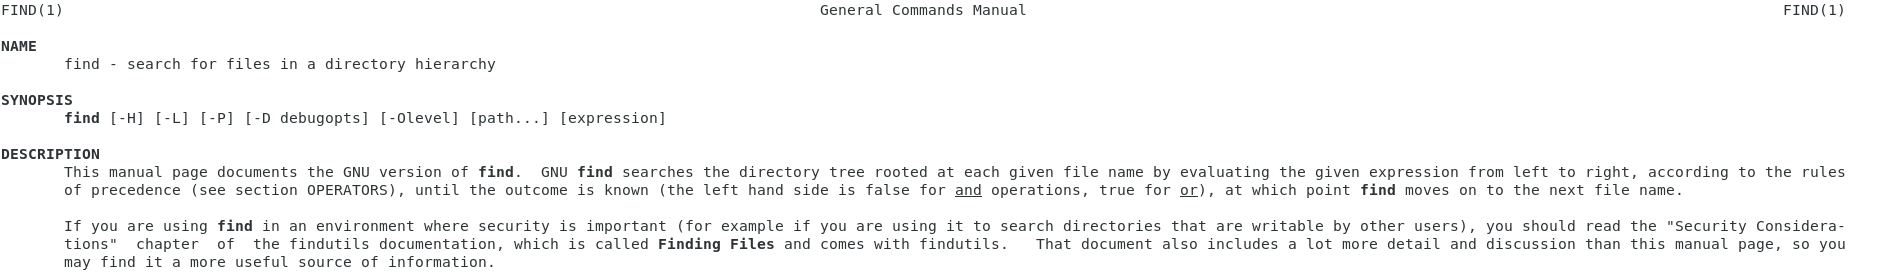 FIND(1) General Commands Manual FIND(1)
NAME
find - search for files in a directory hierarchy
SYNOPSIS
find [-H] [-L] [-P] [-D debugopts] [-Olevel] [path...] [expression]
DESCRIPTION
This manual page documents the GNU version of find. GNU find searches the directory tree rooted at each given file name by evaluating the given expression from left to right, according to the rules
of precedence (see section OPERATORS), until the outcome is known (the left hand side is false for and operations, true for or), at which point find moves on to the next file name.
If you are using find in an environment where security is important (for example if you are using it to search directories that are writable by other users), you should read the "Security Considera-
tions" chapter of the findutils documentation, which is called Finding Files and comes with findutils. That document also includes a lot more detail and discussion than this manual page, so you
may find it a more useful source of information.